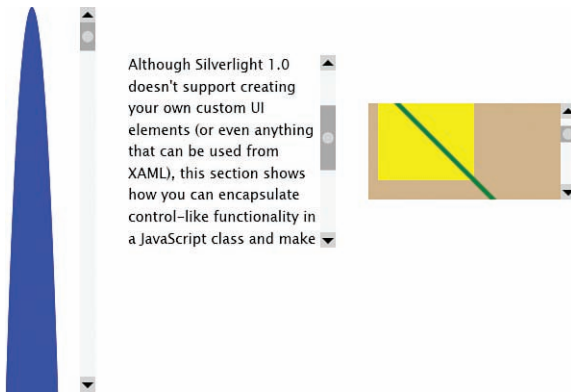 Although Silverlight 1.0
doesn't support creating
your own custom UI
elements (or even anything
that can be used from
XAML), this section shows
how you can encapsulate
control-like functionality in
a JavaScript class and make